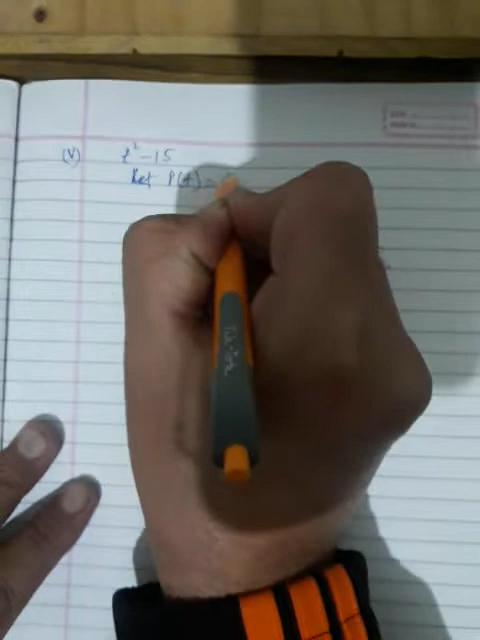 (V) t² - 15
Let P(t) =